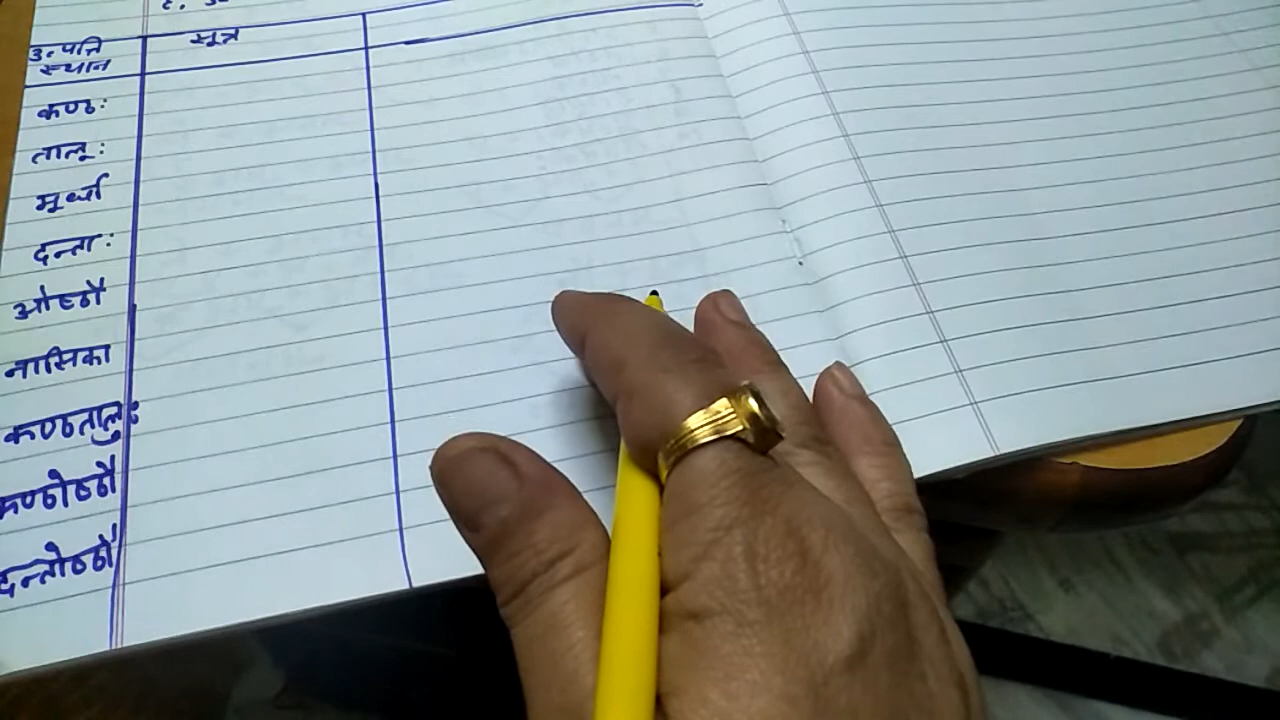 उत्पत्ति सूत्र
स्थान
कण्ठः
तालूः
मूर्धा
दन्ताः
ओष्ठौ
नासिका
कण्ठतालुः
कण्ठोष्ठौ
दन्तोष्ठौ